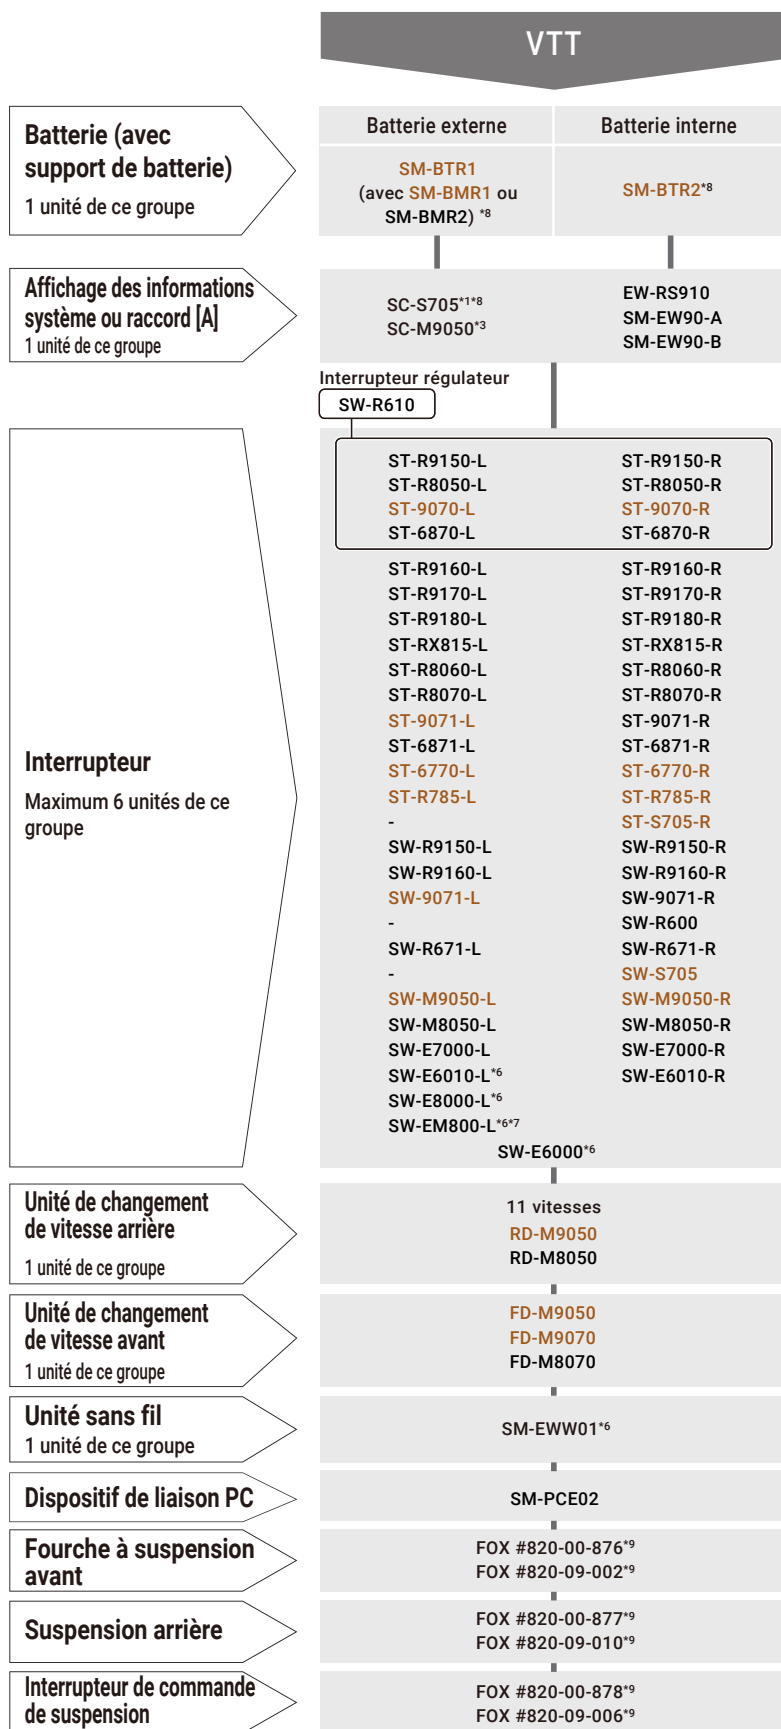 VTT
Batterie (avec
support de batterie)
1 unité de ce groupe
Batterie externe
Batterie interne
SM-BTR1
(avec SM-BMR1 ou
SM-BMR2) *8
SM-BTR2*8
Affichage des informations
système ou raccord [A]
1 unité de ce groupe
SC-S705*1*8
SC-M9050*3
EW-RS910
SM-EW90-A
SM-EW90-B
Interrupteur régulateur
SW-R610
Interrupteur
Maximum 6 unités de ce
groupe
ST-R9150-L ST-R9150-R
ST-R8050-L ST-R8050-R
ST-9070-L ST-9070-R
ST-6870-L ST-6870-R
ST-R9160-L ST-R9160-R
ST-R9170-L ST-R9170-R
ST-R9180-L ST-R9180-R
ST-RX815-L ST-RX815-R
ST-R8060-L ST-R8060-R
ST-R8070-L ST-R8070-R
ST-9071-L ST-9071-R
ST-6871-L ST-6871-R
ST-6770-L ST-6770-R
ST-R785-L ST-R785-R
- ST-S705-R
SW-R9150-L SW-R9150-R
SW-R9160-L SW-R9160-R
SW-9071-L SW-9071-R
- SW-R600
SW-R671-L SW-R671-R
- SW-S705
SW-M9050-L SW-M9050-R
SW-M8050-L SW-M8050-R
SW-E7000-L SW-E7000-R
SW-E6010-L*6 SW-E6010-R
SW-E8000-L*6
SW-EM800-L*6*7
SW-E6000*6
Unité de changement
de vitesse arrière
1 unité de ce groupe
11 vitesses
RD-M9050
RD-M8050
Unité de changement
de vitesse avant
1 unité de ce groupe
FD-M9050
FD-M9070
FD-M8070
Unité sans fil
1 unité de ce groupe
SM-EWW01*6
Dispositif de liaison PC
SM-PCE02
Fourche à suspension
avant
FOX #820-00-876*9
FOX #820-09-002*9
Suspension arrière
FOX #820-00-877*9
FOX #820-09-010*9
Interrupteur de commande
de suspension
FOX #820-00-878*9
FOX #820-09-006*9